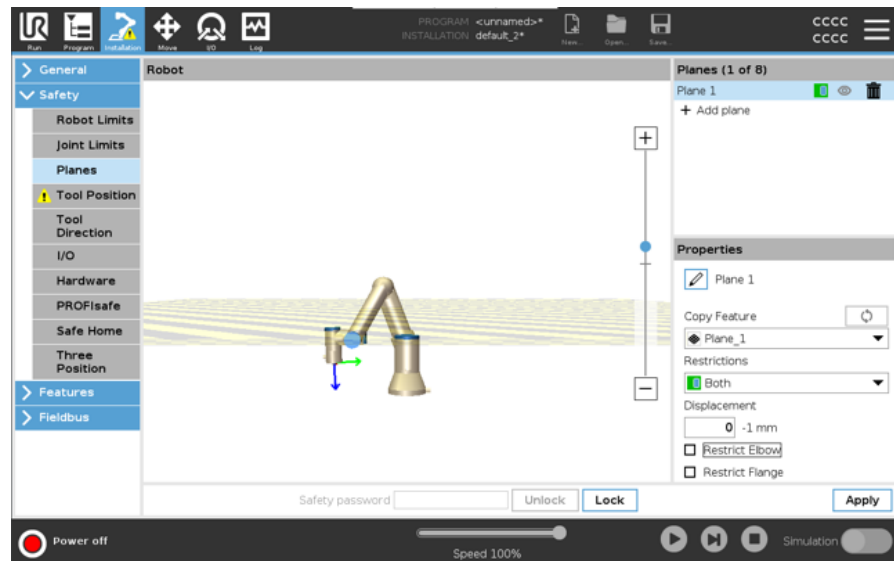 UR
Run
Program
Installation
Move
I/O
Log
PROGRAM <unnamed>*
INSTALLATION default_2*
New...
Open...
Save...
CCCC
CCCC
General
Safety
Robot Limits
Joint Limits
Planes
Tool Position
Tool
Direction
I/O
Hardware
PROFIsafe
Safe Home
Three
Position
Features
Fieldbus
Robot
Planes (1 of 8)
Plane 1
+ Add plane
Properties
Plane 1
Copy Feature
Plane_1
Restrictions
Both
Displacement
0 -1 mm
Restrict Elbow
Restrict Flange
Safety password
Unlock
Lock
Apply
Power off
Speed 100%
Simulation